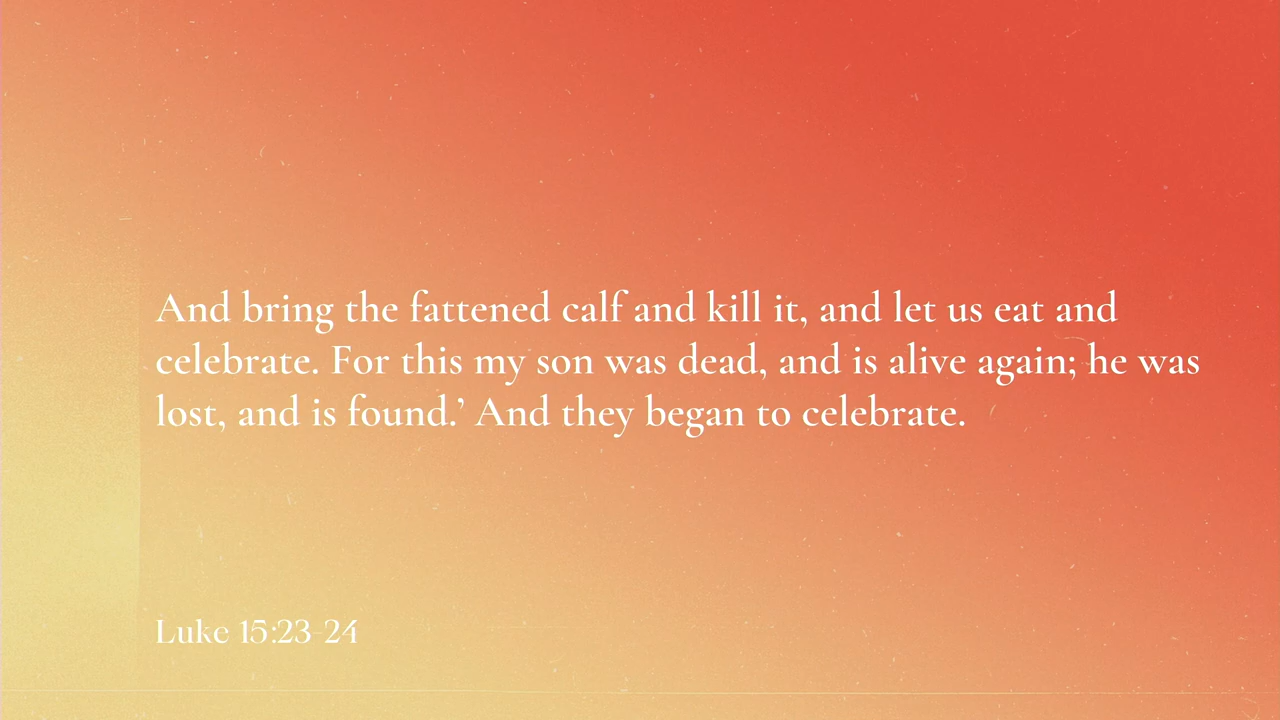 And bring the fattened calf and kill it, and let us eat and
celebrate. For this my son was dead, and is alive again; he was
lost, and is found.’ And they began to celebrate.
Luke 15:23-24